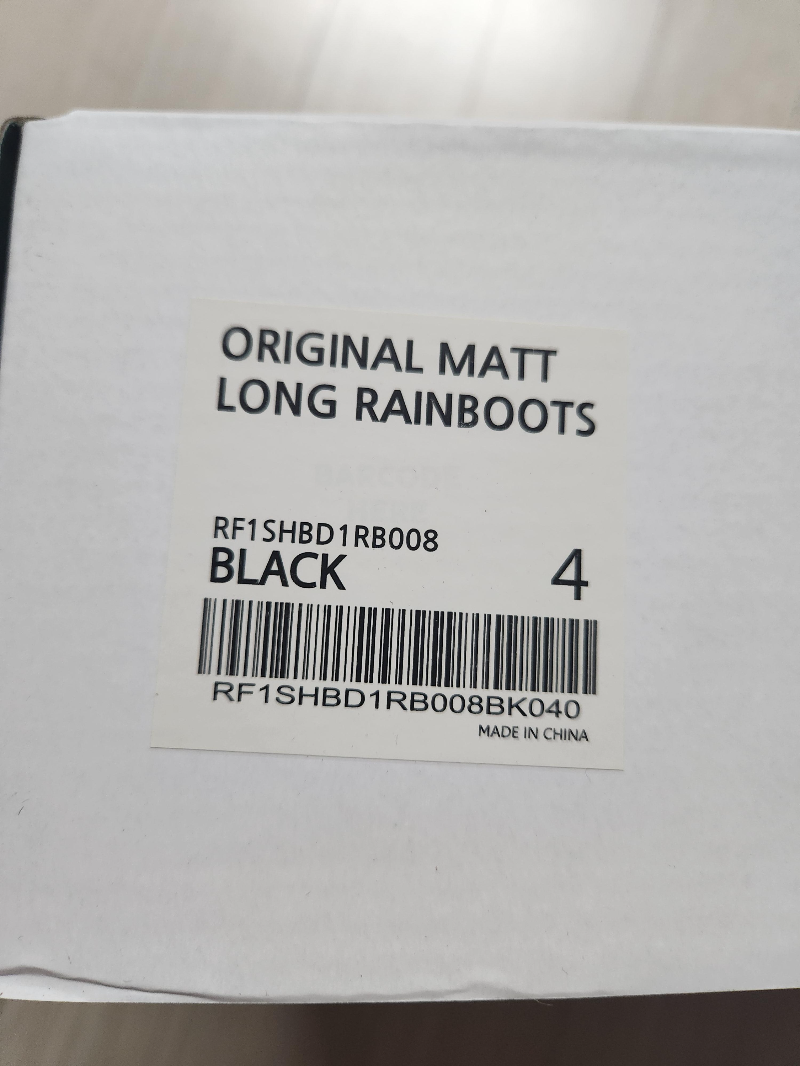 ORIGINAL MATT
LONG RAINBOOTS
RF1SHBD1RB008
BLACK
4
RF1SHBD1RB008BK040
MADE IN CHINA